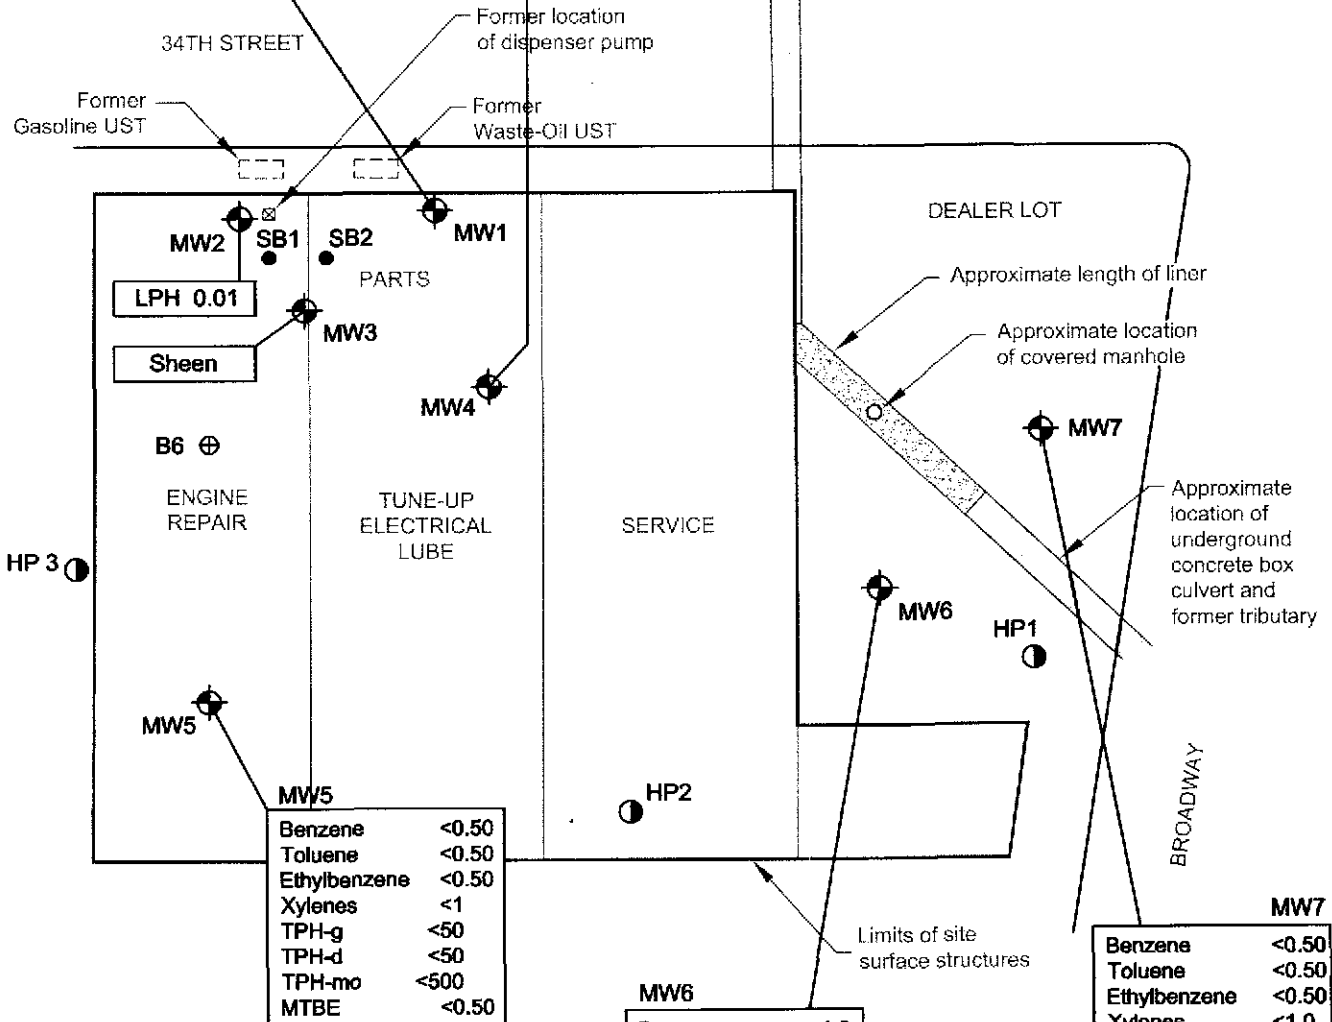 Former location
of dispenser pump
34TH STREET
Former
Gasoline UST
Former
Waste-Oil UST
DEALER LOT
MW2
SB1
SB2
MW1
PARTS
Approximate length of liner
LPH 0.01
MW3
Approximate location
of covered manhole
Sheen
MW4
MW7
B6
ENGINE
REPAIR
TUNE-UP
ELECTRICAL
LUBE
SERVICE
Approximate
location of
underground
concrete box
culvert and
former tributary
HP 3
MW6
HP1
MW5
HP2
BROADWAY
MW5
Benzene <0.50
Toluene <0.50
Ethylbenzene <0.50
Xylenes <1
TPH-g <50
TPH-d <50
TPH-mo <500
MTBE <0.50
Limits of site
surface structures
MW6
MW7
Benzene <0.50
Toluene <0.50
Ethylbenzene <0.50
Xylenes <1.0